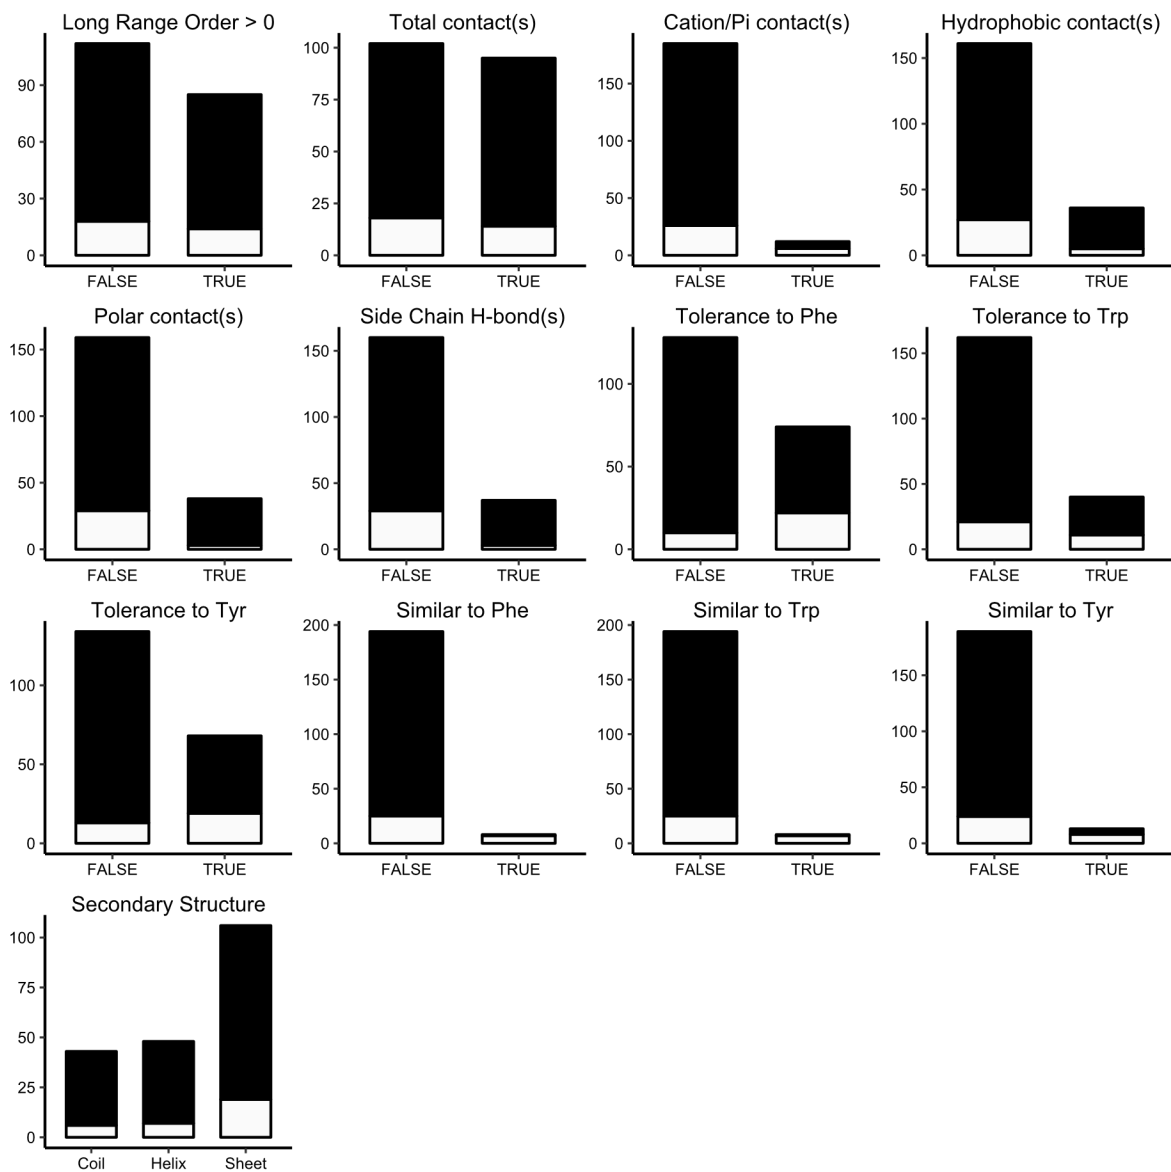 Long Range Order > 0
Total contact(s)
Cation/Pi contact(s)
Hydrophobic contact(s)
90
60
30
0
FALSE
TRUE
100
75
50
25
0
FALSE
TRUE
150
100
50
0
FALSE
TRUE
150
100
50
0
FALSE
TRUE
Polar contact(s)
Side Chain H-bond(s)
Tolerance to Phe
Tolerance to Trp
150
100
50
0
FALSE
TRUE
150
100
50
0
FALSE
TRUE
100
50
0
FALSE
TRUE
150
100
50
0
FALSE
TRUE
Tolerance to Tyr
Similar to Phe
Similar to Trp
Similar to Tyr
100
50
0
FALSE
TRUE
200
150
100
50
0
FALSE
TRUE
200
150
100
50
0
FALSE
TRUE
150
100
50
0
FALSE
TRUE
Secondary Structure
100
75
50
25
0
Coil
Helix
Sheet